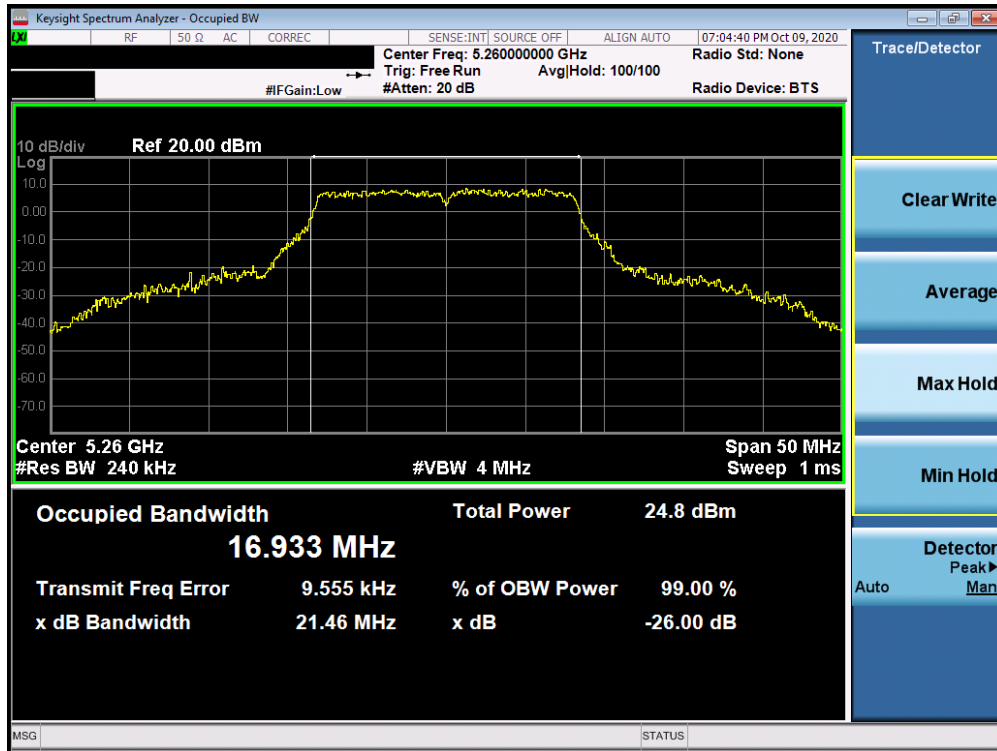 Keysight Spectrum Analyzer - Occupied BW
LXI RF 50 Ω AC CORREC SENSE:INT SOURCE OFF ALIGN AUTO 07:04:40 PM Oct 09, 2020
Center Freq: 5.260000000 GHz Radio Std: None
Trig: Free Run Avg|Hold: 100/100
#IFGain:Low #Atten: 20 dB Radio Device: BTS
Trace/Detector
10 dB/div Ref 20.00 dBm
Log
10.0
0.00
-10.0
-20.0
-30.0
-40.0
-50.0
-60.0
-70.0
Center 5.26 GHz Span 50 MHz
#Res BW 240 kHz #VBW 4 MHz Sweep 1 ms
Occupied Bandwidth Total Power 24.8 dBm
16.933 MHz
Transmit Freq Error 9.555 kHz % of OBW Power 99.00 %
x dB Bandwidth 21.46 MHz x dB -26.00 dB
Clear Write
Average
Max Hold
Min Hold
Detector
Peak▶
Auto Man
MSG STATUS